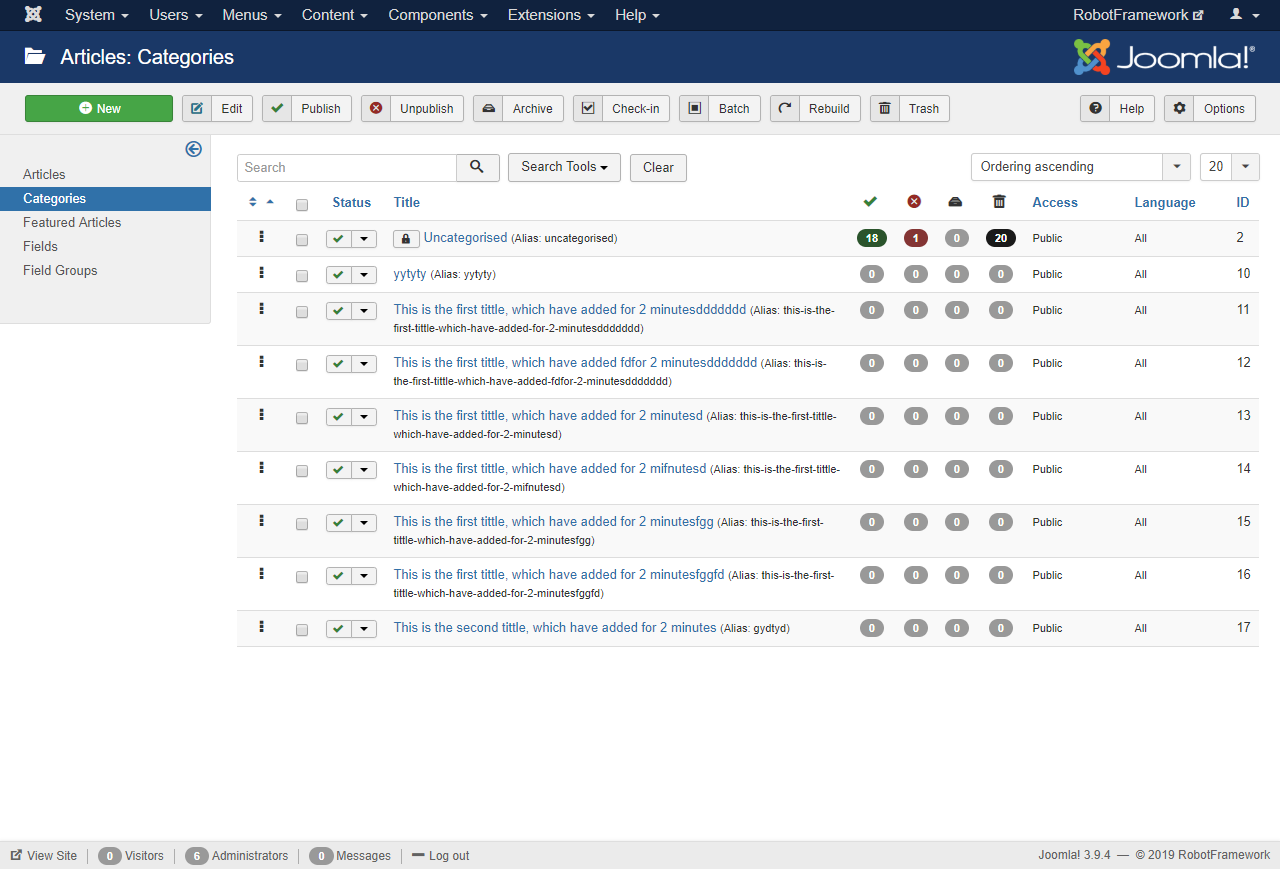 System Users Menus Content Components Extensions Help RobotFramework
Articles: Categories Joomla!®
New Edit Publish Unpublish Archive Check-in Batch Rebuild Trash Help Options
Articles
Categories
Featured Articles
Fields
Field Groups
Search Search Tools Clear Ordering ascending 20
Status Title Access Language ID
Uncategorised (Alias: uncategorised) 18 1 0 20 Public All 2
yytyty (Alias: yytyty) 0 0 0 0 Public All 10
This is the first tittle, which have added for 2 minutesddddddd (Alias: this-is-the- 0 0 0 0 Public All 11
first-tittle-which-have-added-for-2-minutesddddddd)
This is the first tittle, which have added fdfor 2 minutesddddddd (Alias: this-is- 0 0 0 0 Public All 12
the-first-tittle-which-have-added-fdfor-2-minutesddddddd)
This is the first tittle, which have added for 2 minutesd (Alias: this-is-the-first-tittle- 0 0 0 0 Public All 13
which-have-added-for-2-minutesd)
This is the first tittle, which have added for 2 mifnutesd (Alias: this-is-the-first-tittle- 0 0 0 0 Public All 14
which-have-added-for-2-mifnutesd)
This is the first tittle, which have added for 2 minutesfgg (Alias: this-is-the-first- 0 0 0 0 Public All 15
tittle-which-have-added-for-2-minutesfgg)
This is the first tittle, which have added for 2 minutesfggfd (Alias: this-is-the-first- 0 0 0 0 Public All 16
tittle-which-have-added-for-2-minutesfggfd)
This is the second tittle, which have added for 2 minutes (Alias: gydtyd) 0 0 0 0 Public All 17
View Site 0 Visitors 6 Administrators 0 Messages Log out Joomla! 3.9.4 — © 2019 RobotFramework